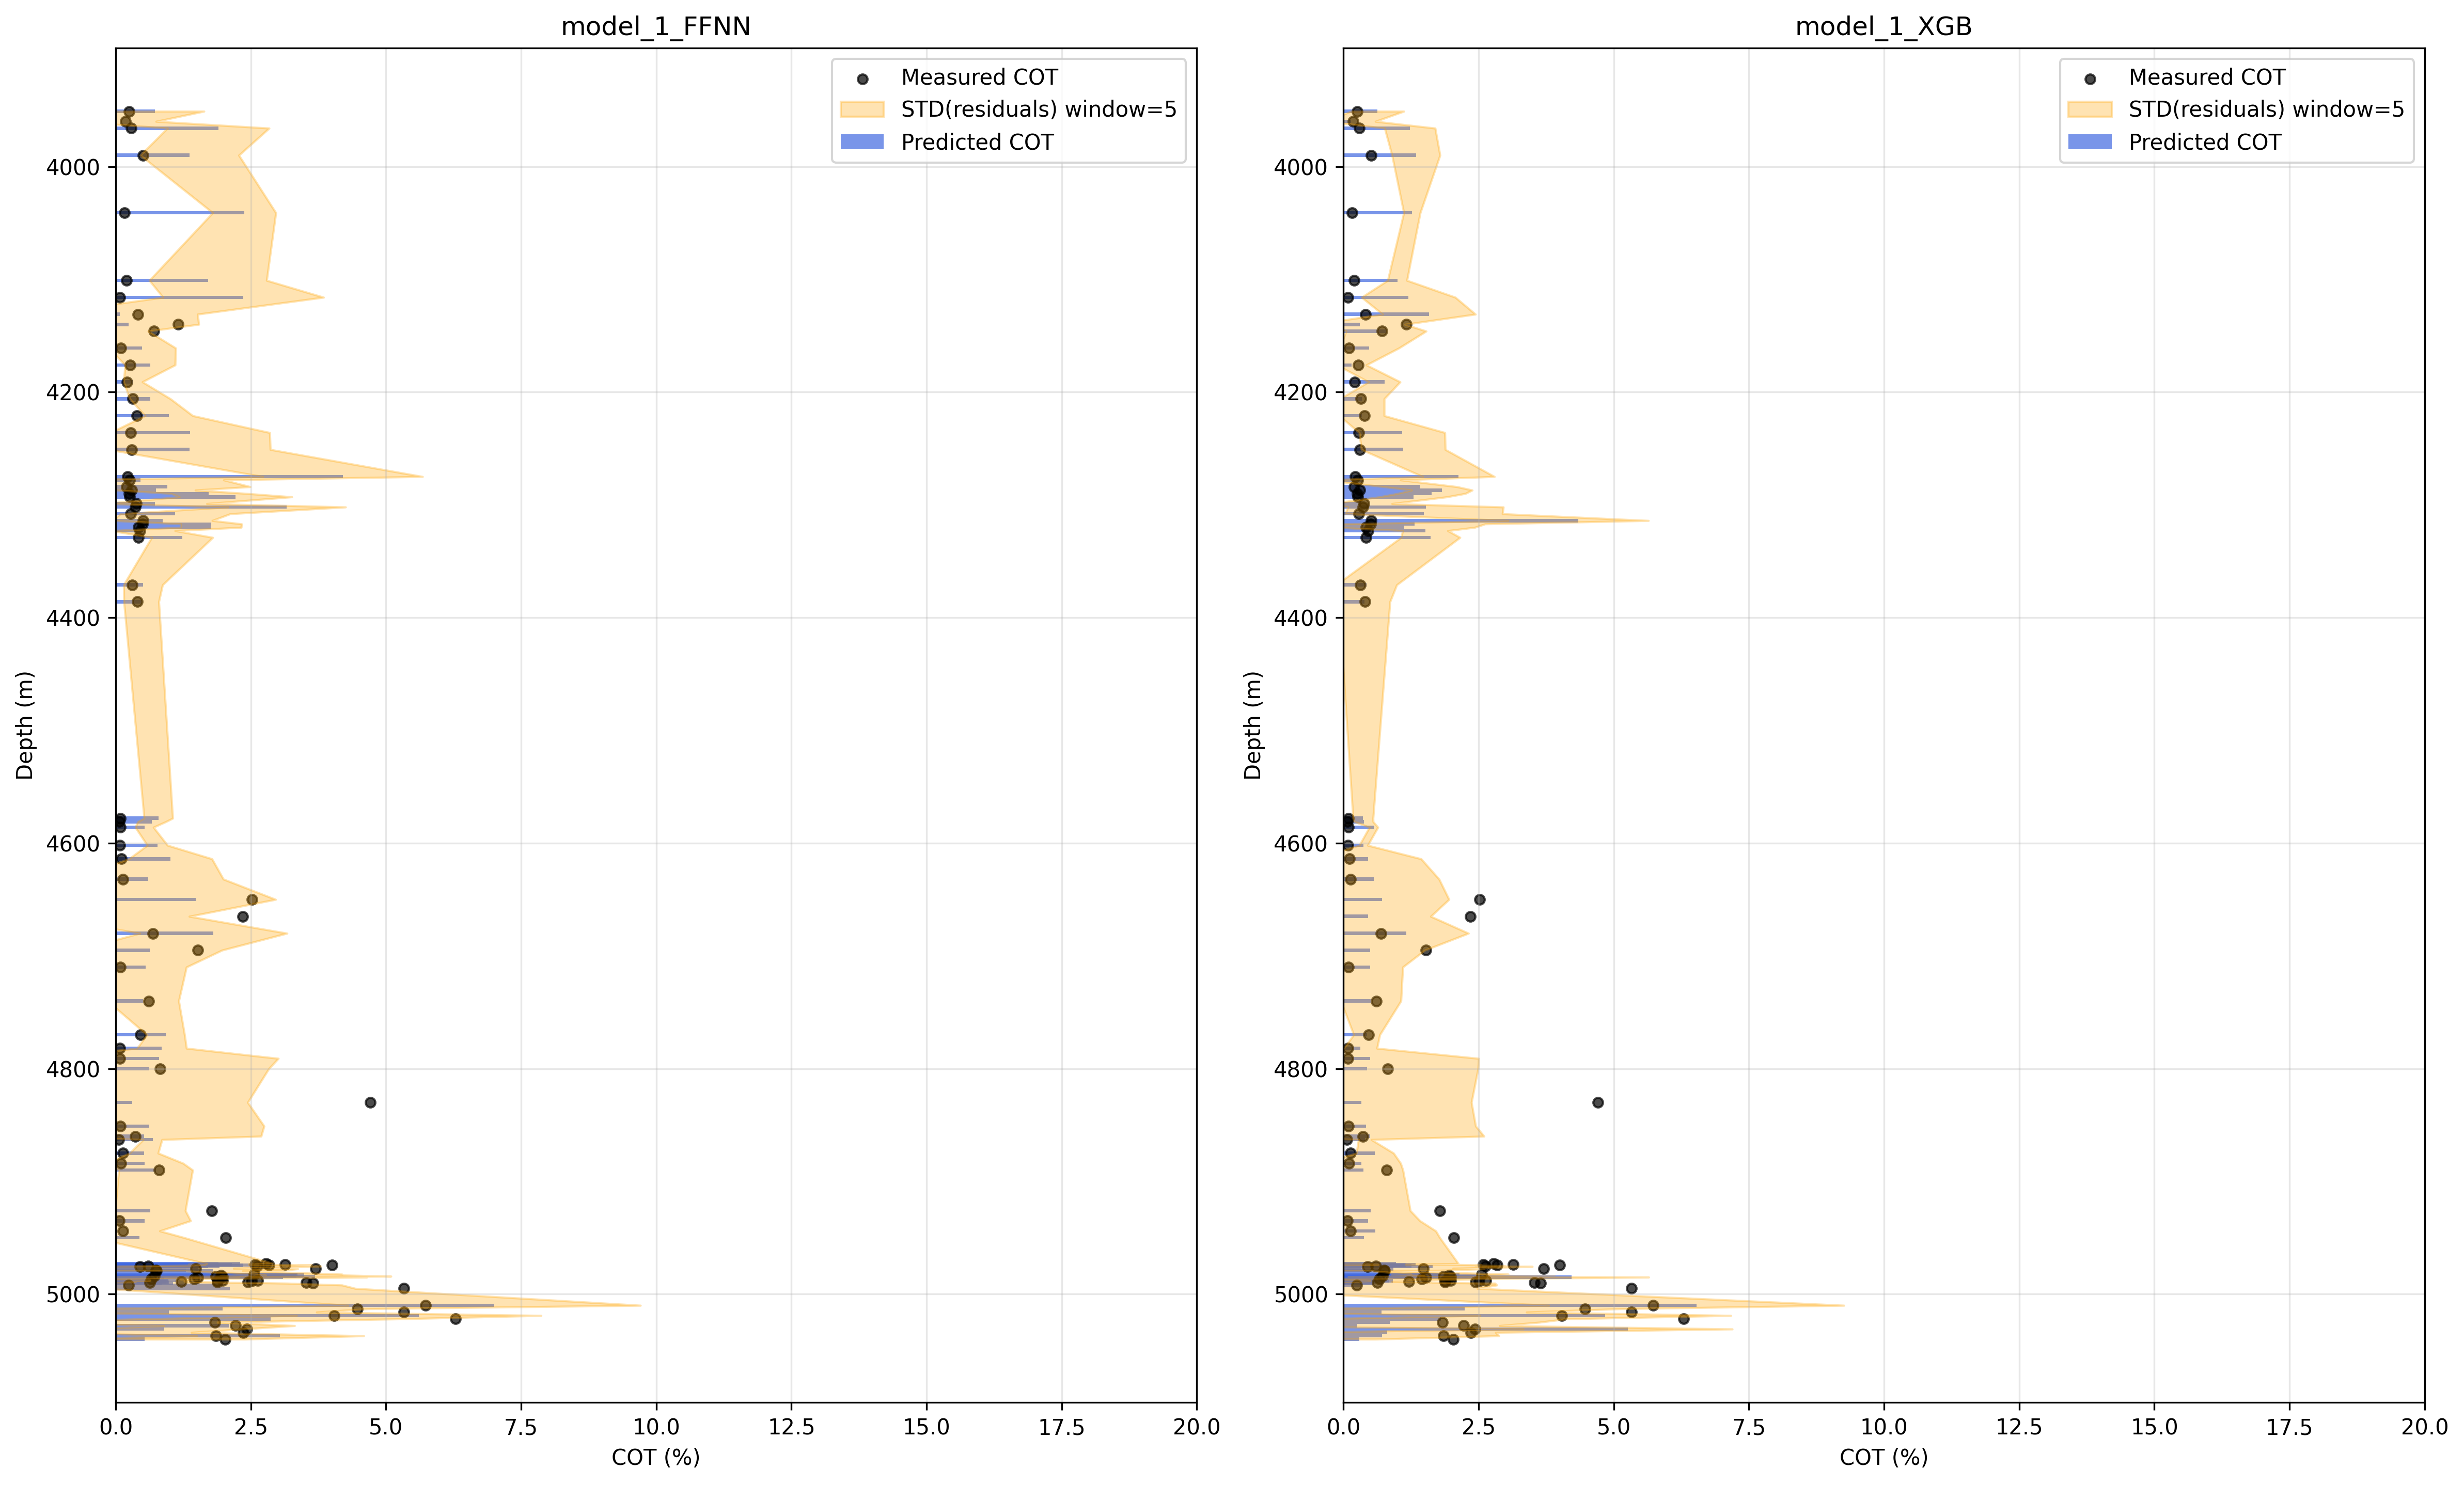 model_1_FFNN
Measured COT
STD(residuals) window=5
Predicted COT
4000
4200
4400
4600
4800
5000
Depth (m)
0.0 2.5 5.0 7.5 10.0 12.5 15.0 17.5 20.0
COT (%)
model_1_XGB
Measured COT
STD(residuals) window=5
Predicted COT
4000
4200
4400
4600
4800
5000
Depth (m)
0.0 2.5 5.0 7.5 10.0 12.5 15.0 17.5 20.0
COT (%)